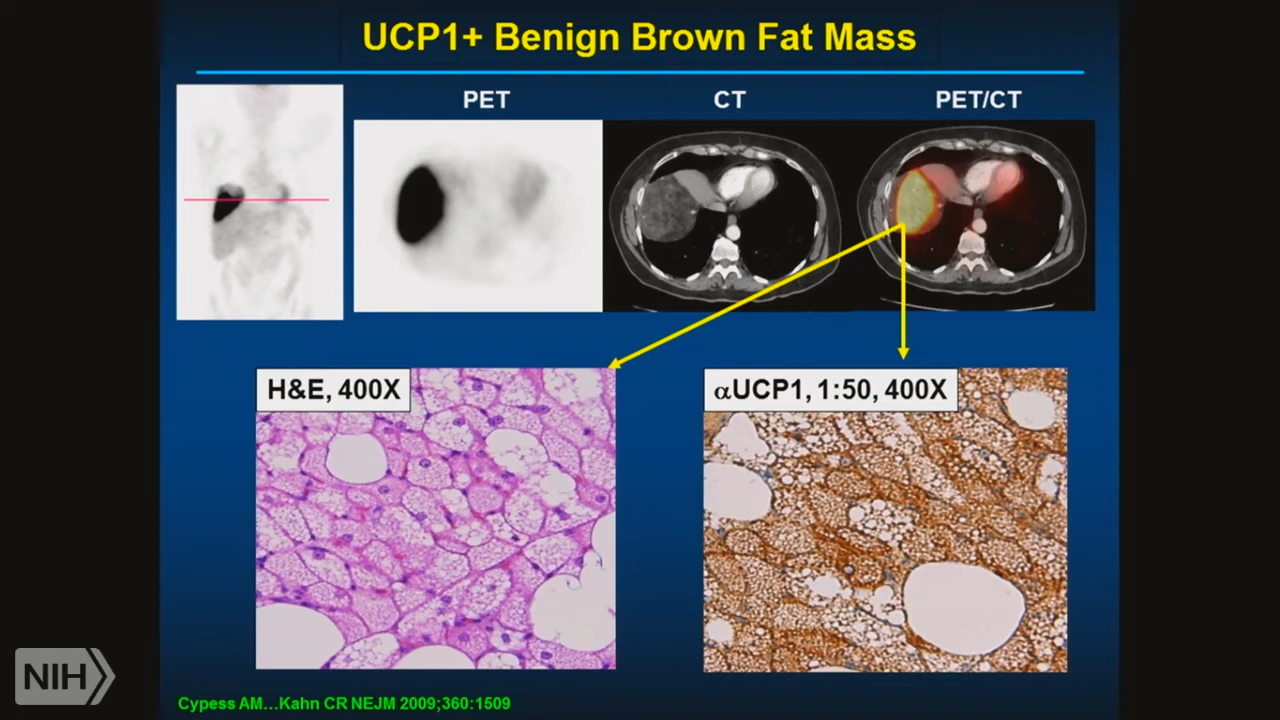 UCP1+ Benign Brown Fat Mass
PET
CT
PET/CT
H&E, 400X
αUCP1, 1:50, 400X
NIH
Cypess AM...Kahn CR NEJM 2009;360:1509